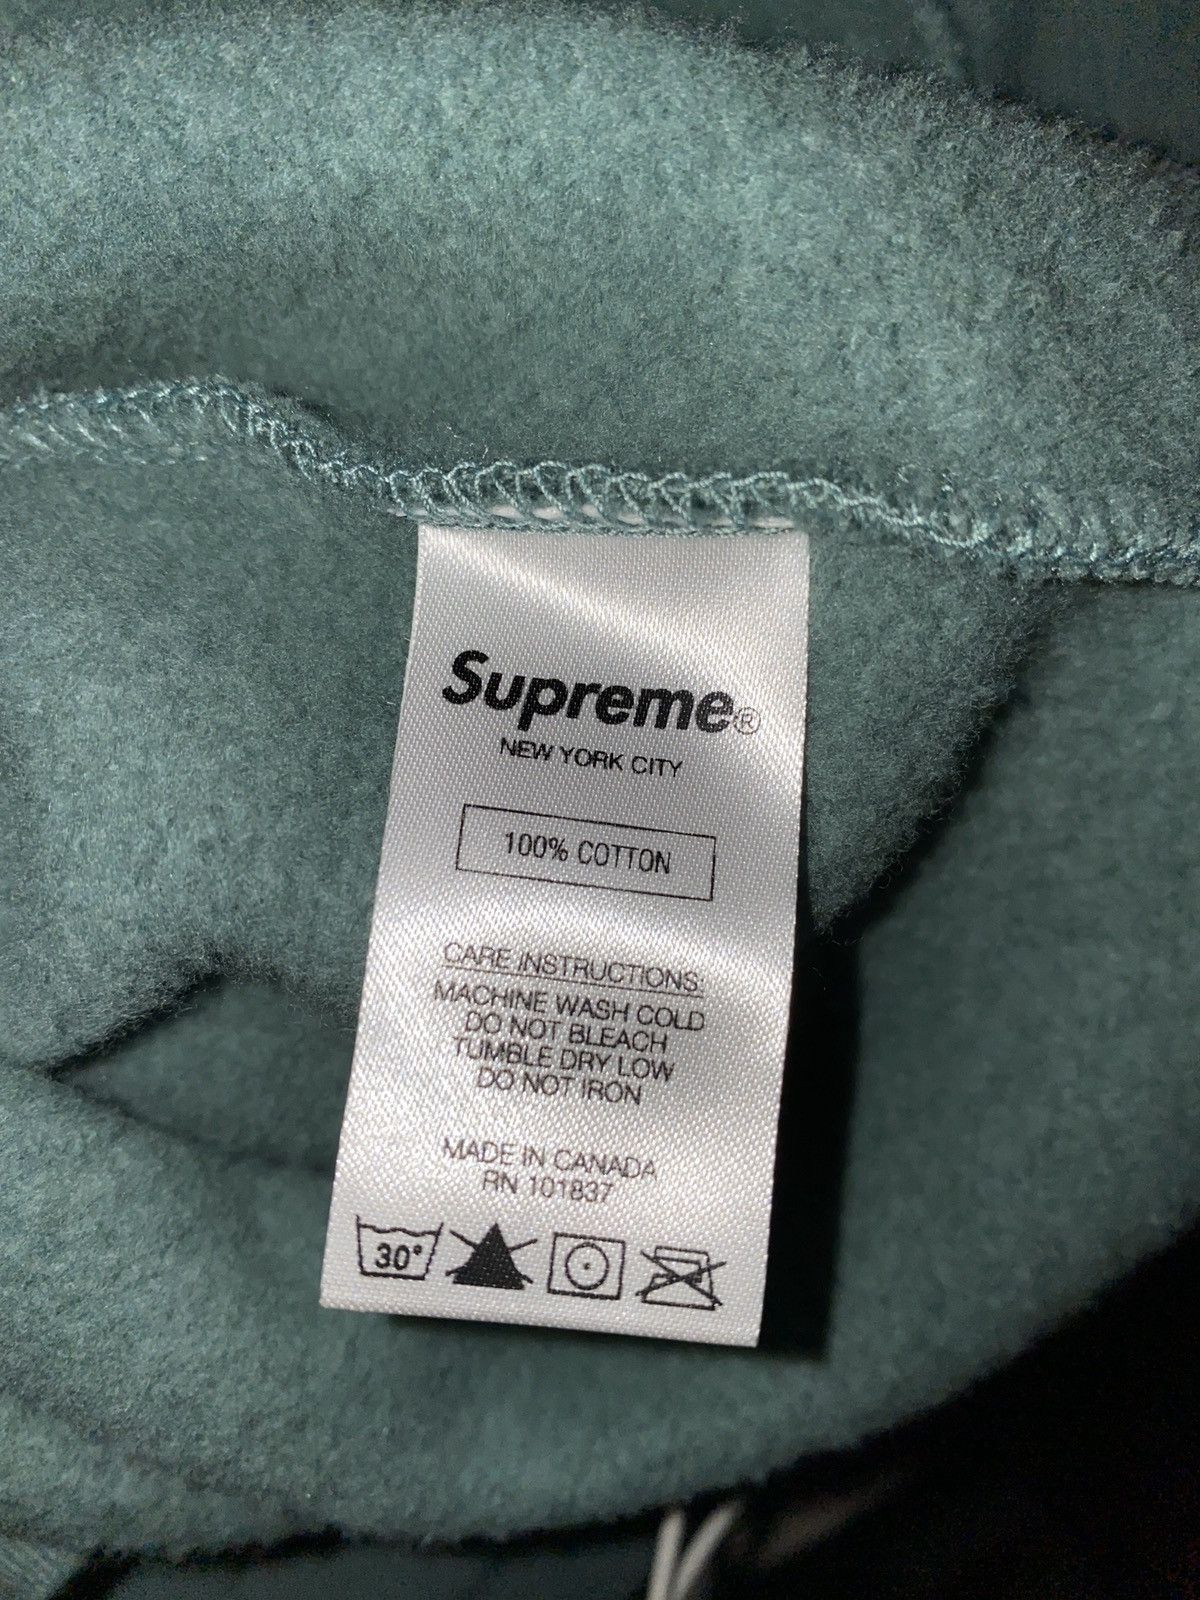 Supreme®
NEW YORK CITY
100% COTTON
CARE INSTRUCTIONS:
MACHINE WASH COLD
DO NOT BLEACH
TUMBLE DRY LOW
DO NOT IRON
MADE IN CANADA
RN 101837
30°